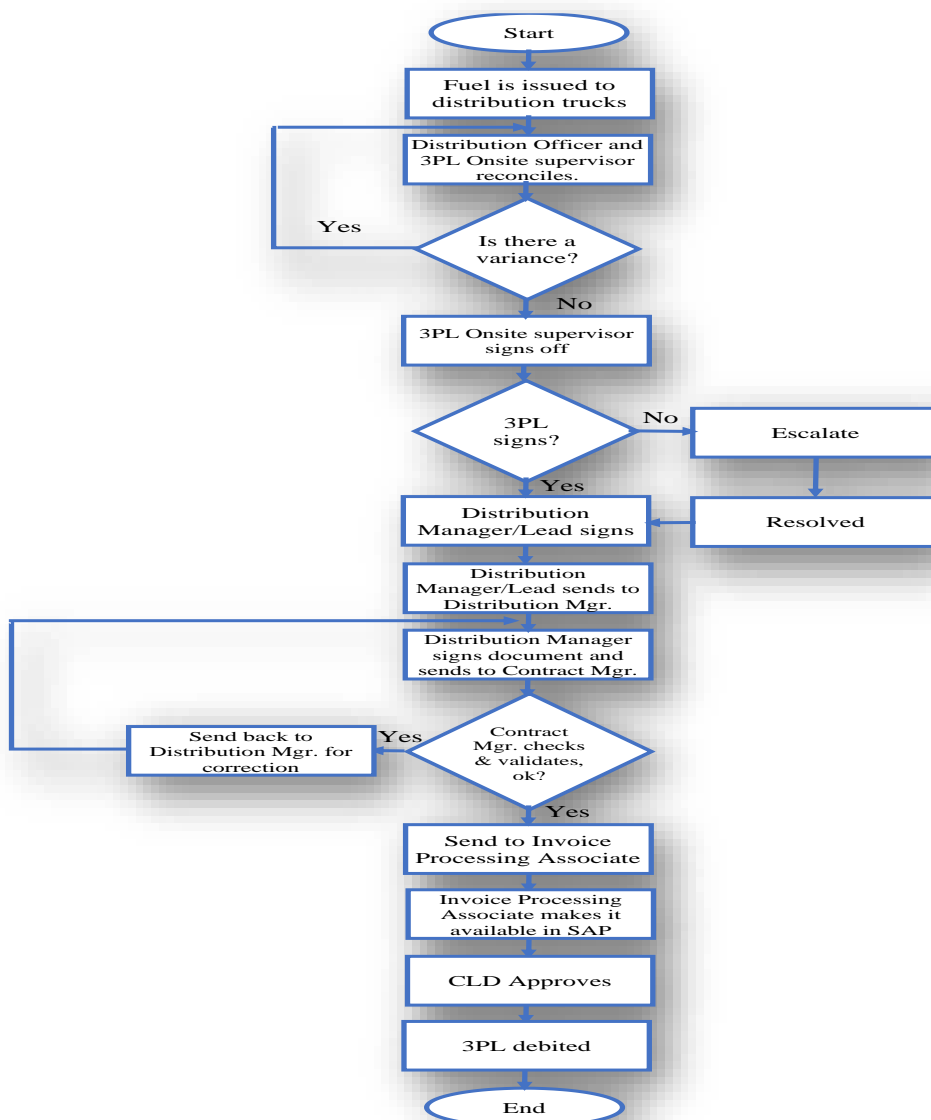 Start
Fuel is issued to
distribution trucks
Distribution Officer and
3PL Onsite supervisor
reconciles.
Yes
Is there a
variance?
No
3PL Onsite supervisor
signs off
3PL
signs?
No
Escalate
Yes
Distribution
Manager/Lead signs
Resolved
Distribution
Manager/Lead sends to
Distribution Mgr.
Distribution Manager
signs document and
sends to Contract Mgr.
Send back to
Distribution Mgr. for
correction
Yes
Contract
Mgr. checks
& validates,
ok?
Yes
Send to Invoice
Processing Associate
Invoice Processing
Associate makes it
available in SAP
CLD Approves
3PL debited
End